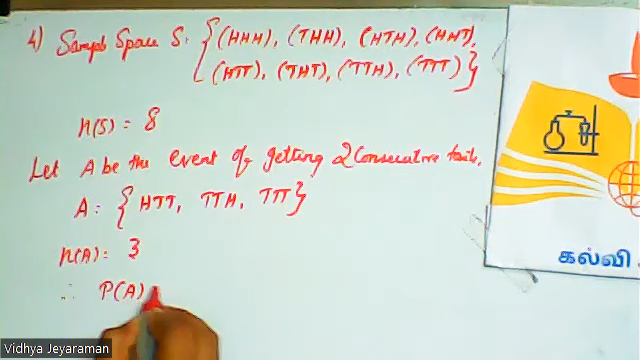 4) Sample Space S: {(HHH), (THH), (HTH), (HHT),
(HTT), (THT), (TTH), (TTT)}
n(S) = 8
Let A be the event of getting 2 Consecutive tails.
A = { HTT, TTH, TTT}
n(A) = 3
∴ P(A)
கல்வி
Vidhya Jeyaraman